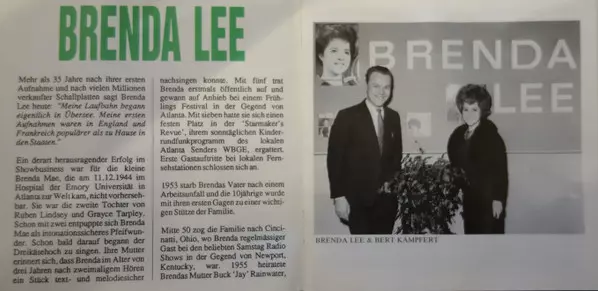 BRENDA LEE
Mehr als 35 Jahre nach ihrer ersten
Aufnahme und nach vielen Millionen
verkaufter Schallplatten sagt Brenda
Lee heute: "Meine Laufbahn begann
eigentlich in Übersee. Meine ersten
Aufnahmen waren in England und
Frankreich populärer als zu Hause in
den Staaten."
Ein derart herausragender Erfolg im
Showbusiness war für die kleine
Brenda Mae, die am 11.12.1944 im
Hospital der Emory Universität in
Atlanta zur Welt kam, nicht vorherseh-
bar. Sie war die zweite Tochter von
Ruben Lindsey und Grayce Tarpley.
Schon mit zwei entpuppte sich Brenda
Mae als intonationssicheres Pfeifwun-
der. Schon bald darauf begann der
Dreikäsehoch zu singen. Ihre Mutter
erinnert sich, dass Brenda im Alter von
drei Jahren nach zweimaligem Hören
ein Stück text- und melodiesicher
nachsingen konnte. Mit fünf trat
Brenda erstmals öffentlich auf und
gewann auf Anhieb bei einem Früh-
lings Festival in der Gegend von
Atlanta. Mit sieben hatte sie sich einen
festen Platz in der 'Starmaker's
Revue', ihrem sonntäglichen Kinder-
rundfunkprogramm des lokalen
Atlanta Senders WBGE, ergattert.
Erste Gastauftritte bei lokalen Fern-
sehstationen schlossen sich an.
1953 starb Brendas Vater nach einem
Arbeitsanfall und die 10jährige wurde
mit ihren ersten Gagen zu einer wichti-
gen Stütze der Familie.
Mitte 50 zog die Familie nach Cinci-
natti, Ohio, wo Brenda regelmässiger
Gast bei den beliebten Samstag Radio
Shows in der Gegend von Newport,
Kentucky, war. 1955 heiratete
Brendas Mutter Buck 'Jay' Rainwater,
BRENDA
LEE
BRENDA LEE & BERT KÄMPFERT